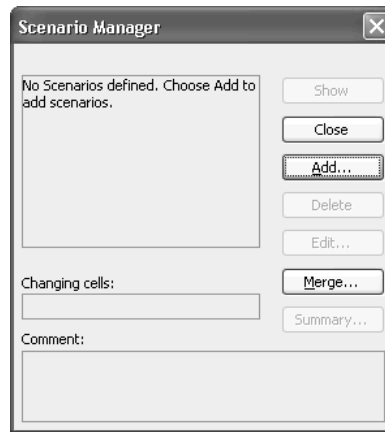 Scenario Manager
No Scenarios defined. Choose Add to
add scenarios.
Show
Close
Add...
Delete
Edit...
Merge...
Summary...
Changing cells:
Comment: